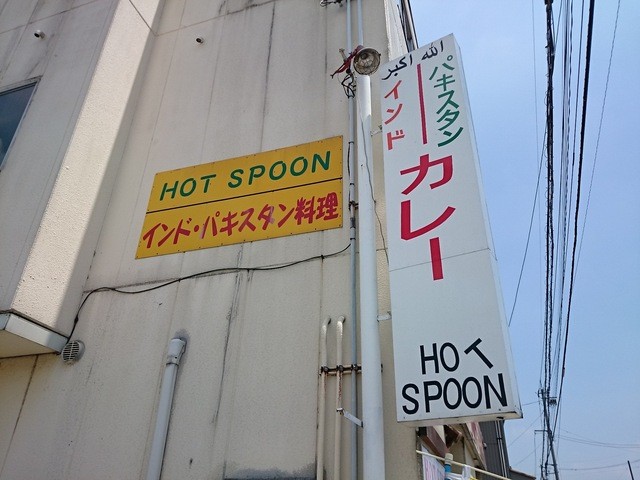 HOT SPOON
インド・パキスタン料理
الله اكبر
パキスタン
インド
カレー
HOT
SPOON